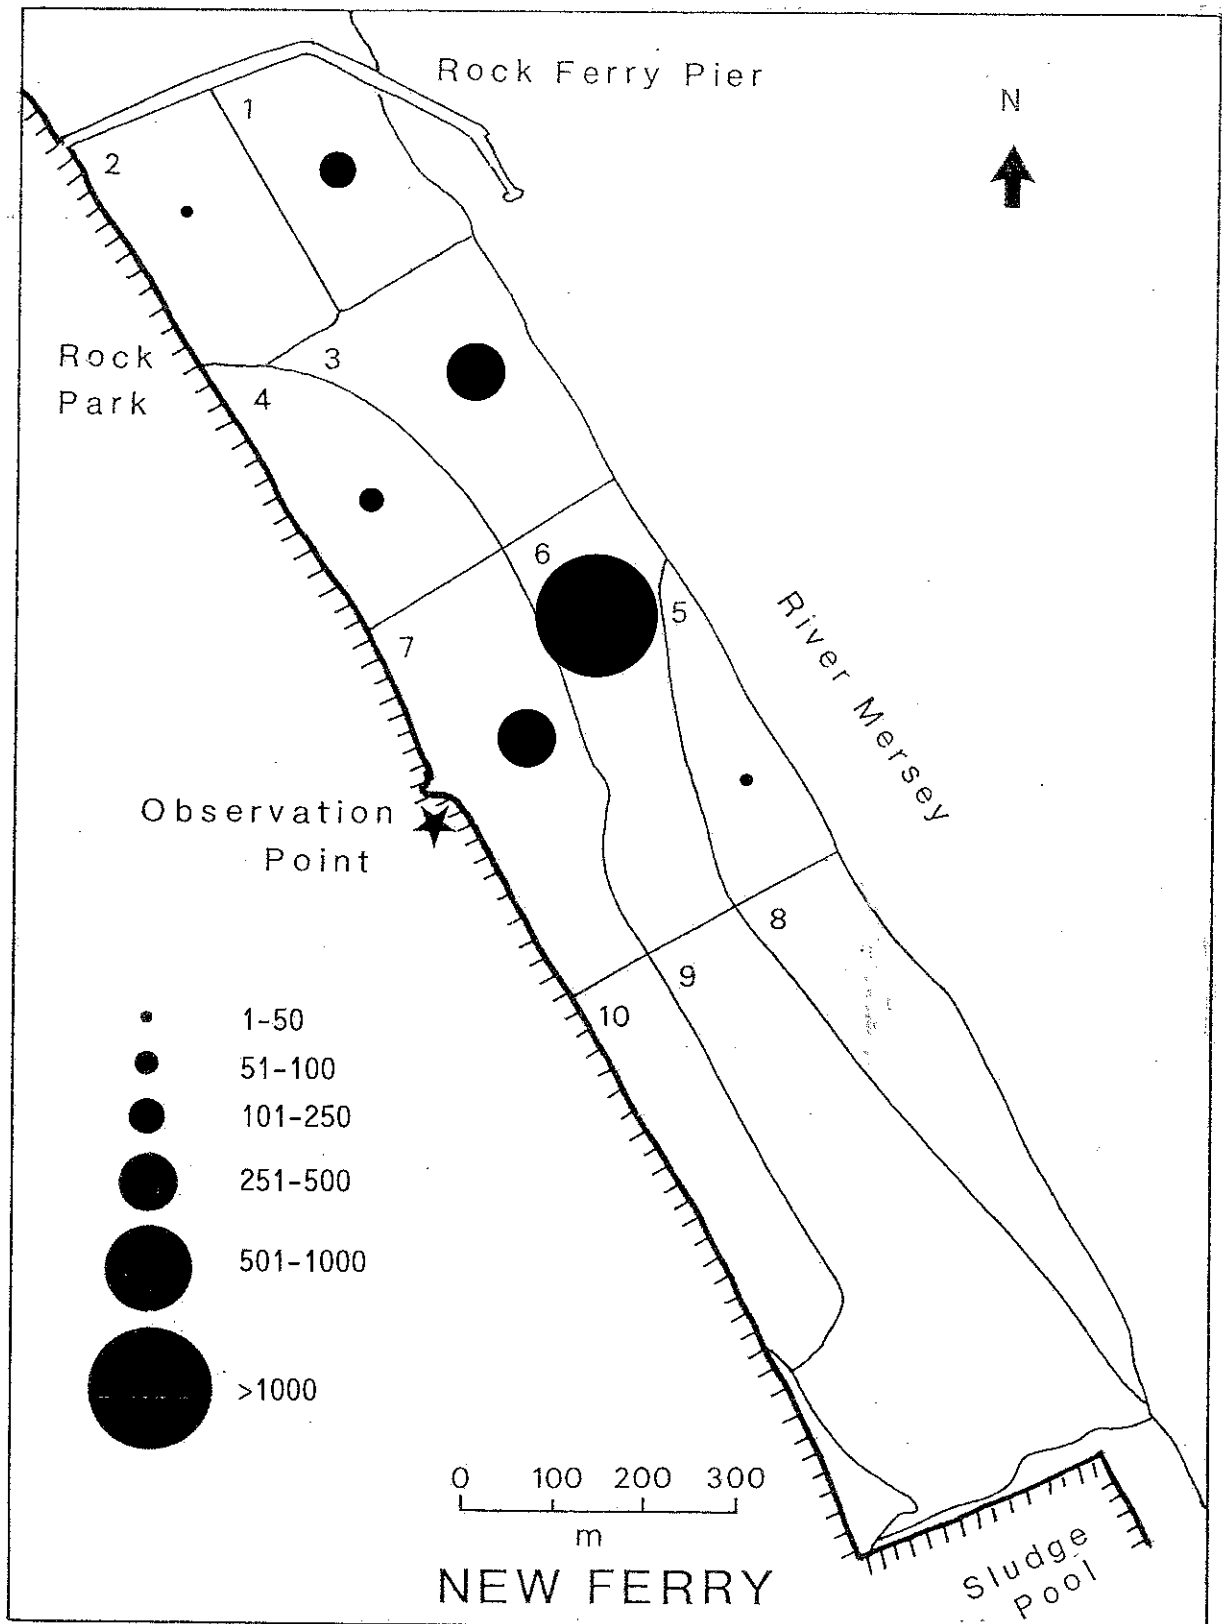 Rock Ferry Pier
N
1
2
3
Rock
Park
4
6
5
River Mersey
7
Observation
Point
8
9
10
1-50
51-100
101-250
251-500
501-1000
>1000
0 100 200 300
m
NEW FERRY
Sludge
Pool